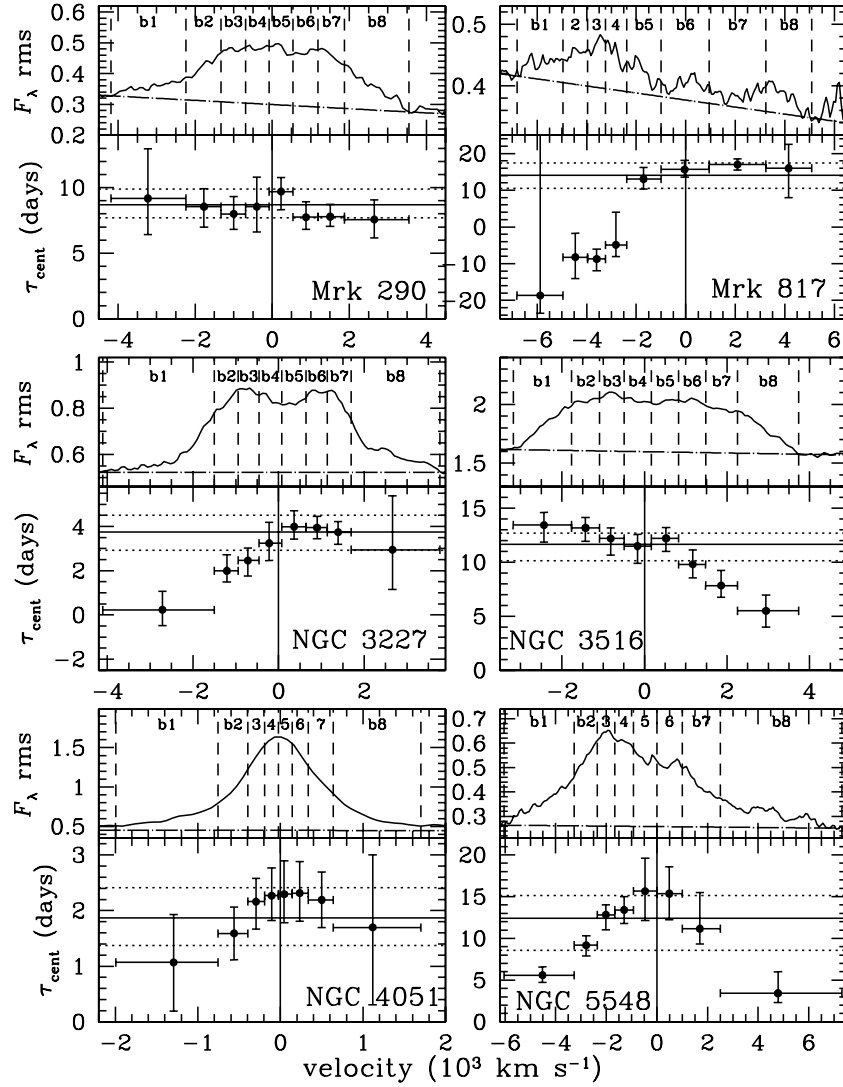 b1 b2 b3 b4 b5 b6 b7 b8
0.6
0.5
0.4
0.3
0.2
Fλ rms
10
5
0
τcent (days)
Mrk 290
−4 −2 0 2 4
b1 2 3 4 b5 b6 b7 b8
0.4
20
10
0
−10
−20
Mrk 817
−6 −4 −2 0 2 4 6
b1 b2 b3 b4 b5 b6 b7 b8
1
0.8
0.6
Fλ rms
4
2
0
−2
τcent (days)
NGC 3227
−4 −2 0 2
b1 b2 b3 b4 b5 b6 b7 b8
2
1.5
15
10
5
0
NGC 3516
−2 0 2 4
b1 b2 3 4 5 6 7 b8
1.5
1
0.5
Fλ rms
3
2
1
0
τcent (days)
NGC 4051
−2 −1 0 1 2
b1 b2 3 4 5 6 b7 b8
0.7
0.6
0.5
0.4
0.3
20
15
10
5
0
NGC 5548
−6 −4 −2 0 2 4 6
velocity (10³ km s⁻¹)